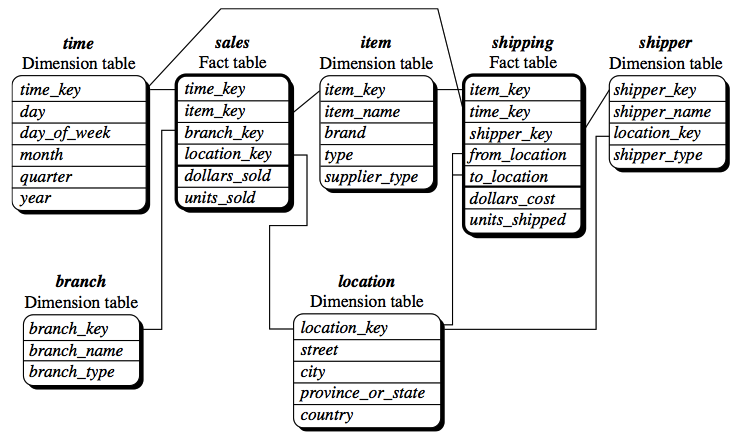 time
Dimension table
time_key
day
day_of_week
month
quarter
year
sales
Fact table
time_key
item_key
branch_key
location_key
dollars_sold
units_sold
item
Dimension table
item_key
item_name
brand
type
supplier_type
shipping
Fact table
item_key
time_key
shipper_key
from_location
to_location
dollars_cost
units_shipped
shipper
Dimension table
shipper_key
shipper_name
location_key
shipper_type
branch
Dimension table
branch_key
branch_name
branch_type
location
Dimension table
location_key
street
city
province_or_state
country